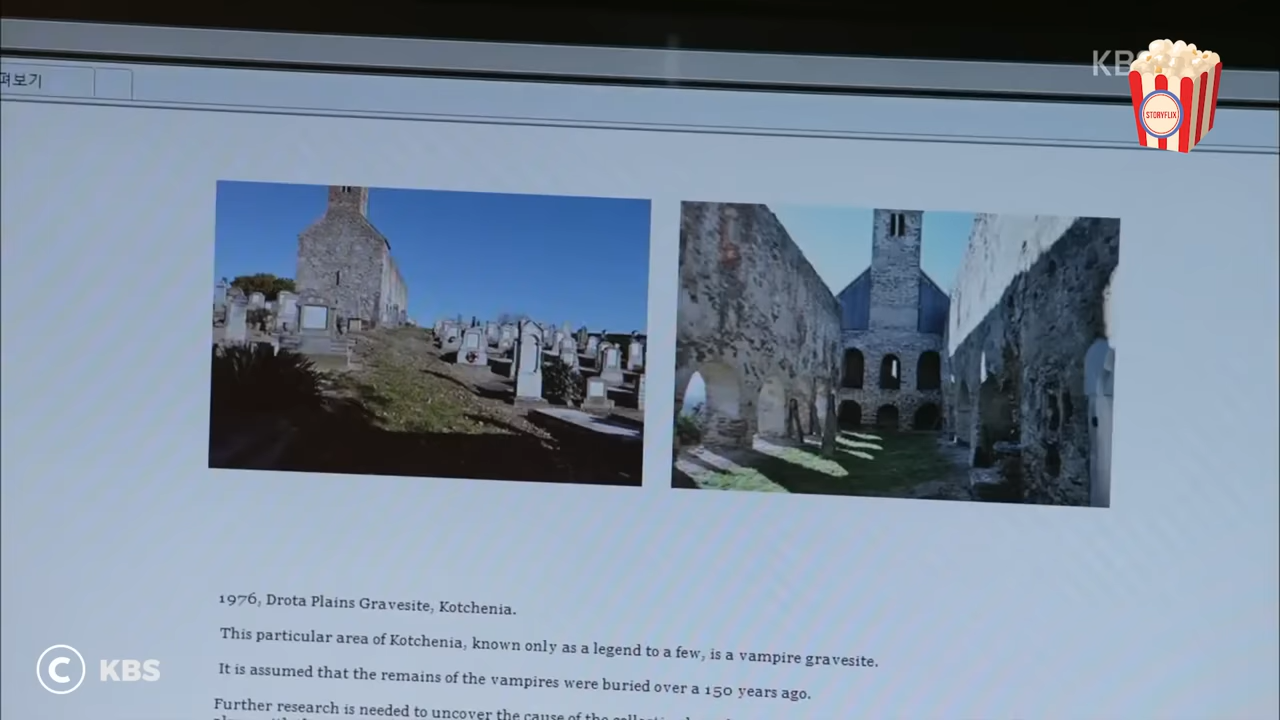 펴보기
KBS
STORYFLIX
1976, Drota Plains Gravesite, Kotchenia.
This particular area of Kotchenia, known only as a legend to a few, is a vampire gravesite.
It is assumed that the remains of the vampires were buried over a 150 years ago.
Further research is needed to uncover the cause of the
C KBS